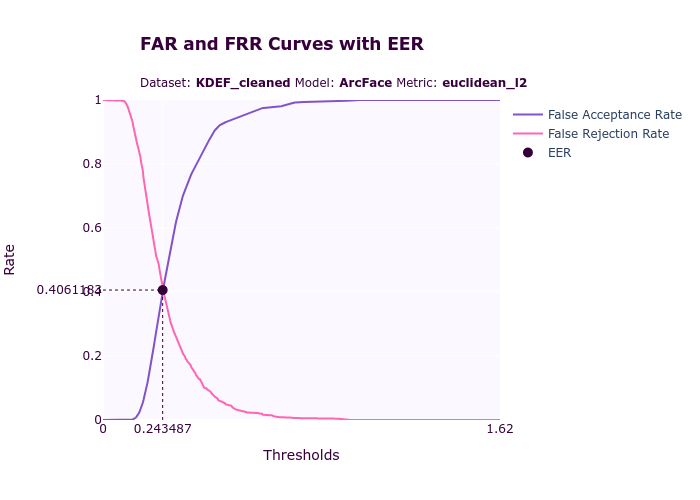 FAR and FRR Curves with EER
Dataset: KDEF_cleaned Model: ArcFace Metric: euclidean_l2
1
0.8
0.6
0.4061183
0.4
0.2
0
0
0.243487
1.62
Rate
Thresholds
False Acceptance Rate
False Rejection Rate
EER